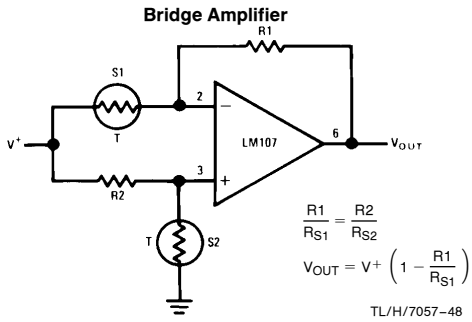 Bridge Amplifier
R1
S1
T
2
−
LM107
6
V⁺
VOUT
3
+
R2
T
S2
R1/RS1 = R2/RS2
VOUT = V+ (1 − R1/RS1)
TL/H/7057–48